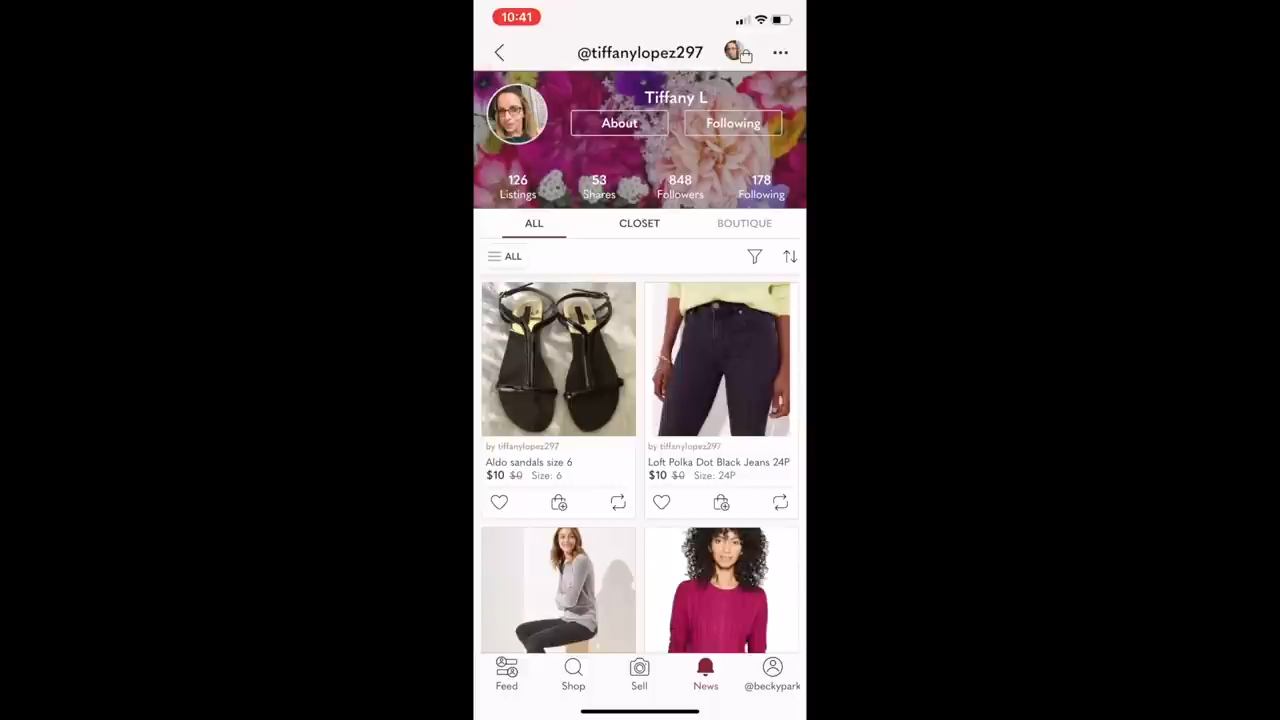 10:41
@tiffanylopez297
Tiffany L
About Following
126 53 848 178
Listings Shares Followers Following
ALL CLOSET BOUTIQUE
ALL
by tiffanylopez297 by tiffanylopez297
Aldo sandals size 6 Loft Polka Dot Black Jeans 24P
$10 $0 Size: 6 $10 $0 Size: 24P
Feed Shop Sell News @beckypark